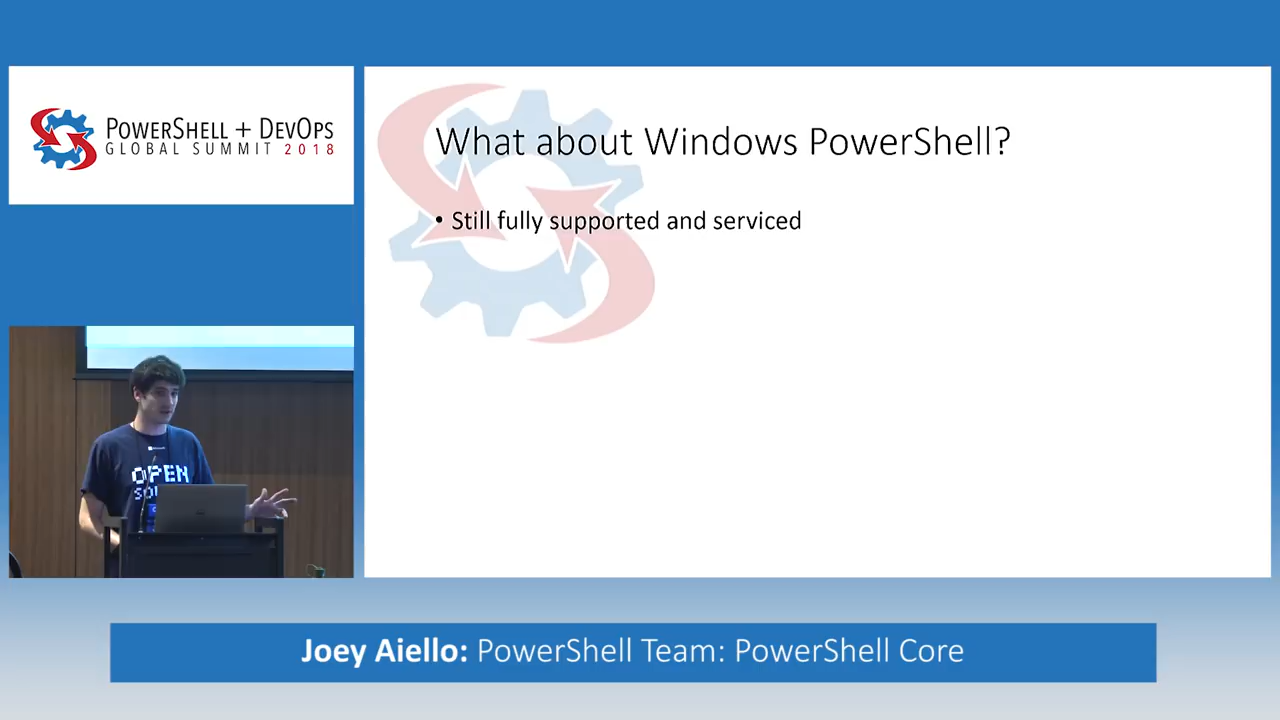 POWERSHELL + DEVOPS
GLOBAL SUMMIT 2018
What about Windows PowerShell?
• Still fully supported and serviced
OPEN
Joey Aiello: PowerShell Team: PowerShell Core